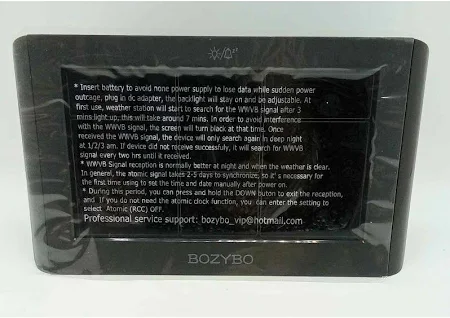 * Insert battery to avoid none power supply to lose data while sudden power
outcage, plug in dc adapter, the backlight will stay on and be adjustable. At
first use, weather station will start to search for the WWVB signal after 3
mins light up, this will take around 7 mins. In order to avoid interference
with the WWVB signal, the screen will turn black at that time. Once
received the WWVB signal, the device will only search again in deep night
at 1/2/3 am. If device did not receive successfuly, it will search for WWVB
signal every two hrs until it received.
* WWVB Signal reception is normelly better at night and when the weather is clear.
In general, the atomic signal takes 2-5 days to synchronize, so it's necessary for
the first time using to set the time and date manually after power on.
* During this period, you can press and hold the DOWN buton to exit the reception,
and If you do not need the atomic clock function, you can enter the setting to
select Atomic (RCC) OFF.
Professional service support: bozybo_vip@hotmail.com
BOZYBO